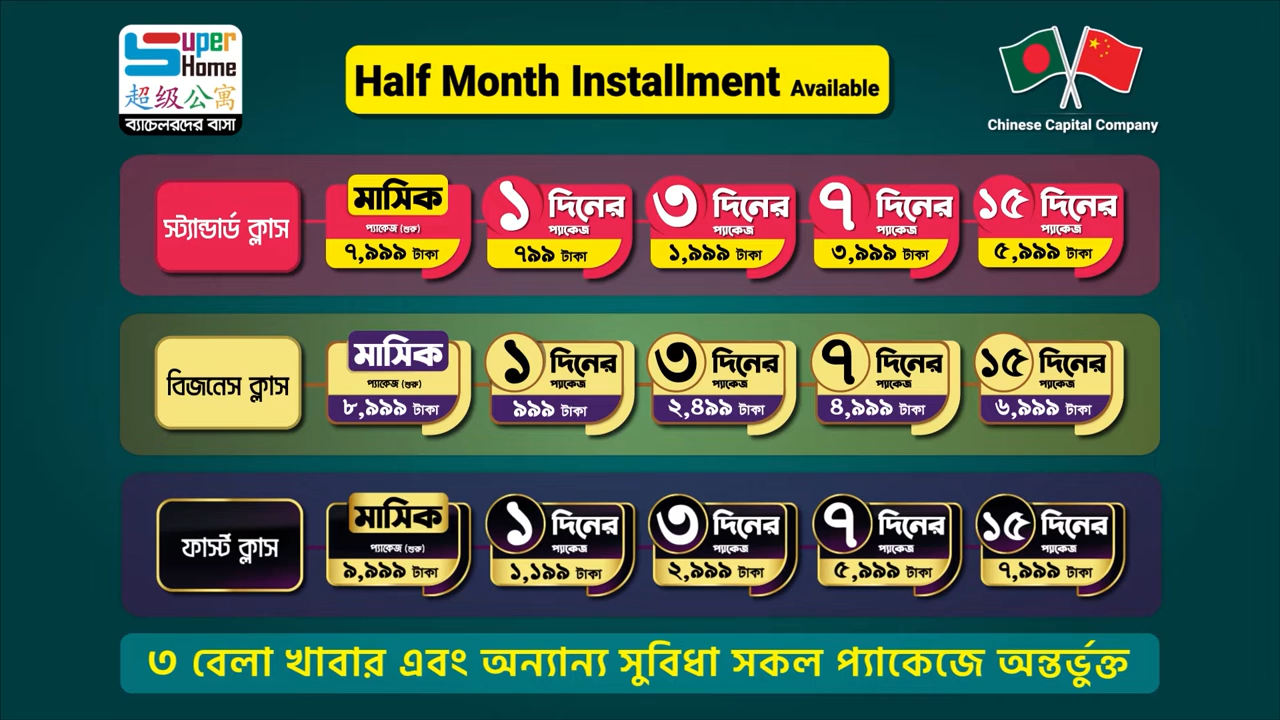 Super
Home
超级公寓
ব্যাচেলরদের বাসা
Half Month Installment Available
Chinese Capital Company
স্ট্যান্ডার্ড ক্লাস
মাসিক
প্যাকেজ (শুরু)
৭,৯৯৯ টাকা
১ দিনের
প্যাকেজ
৭৯৯ টাকা
৩ দিনের
প্যাকেজ
১,৯৯৯ টাকা
৭ দিনের
প্যাকেজ
৩,৯৯৯ টাকা
১৫ দিনের
প্যাকেজ
৫,৯৯৯ টাকা
বিজনেস ক্লাস
মাসিক
প্যাকেজ (শুরু)
৮,৯৯৯ টাকা
১ দিনের
প্যাকেজ
৯৯৯ টাকা
৩ দিনের
প্যাকেজ
২,৪৯৯ টাকা
৭ দিনের
প্যাকেজ
৪,৯৯৯ টাকা
১৫ দিনের
প্যাকেজ
৬,৯৯৯ টাকা
ফার্স্ট ক্লাস
মাসিক
প্যাকেজ (শুরু)
৯,৯৯৯ টাকা
১ দিনের
প্যাকেজ
১,১৯৯ টাকা
৩ দিনের
প্যাকেজ
২,৯৯৯ টাকা
৭ দিনের
প্যাকেজ
৫,৯৯৯ টাকা
১৫ দিনের
প্যাকেজ
৭,৯৯৯ টাকা
৩ বেলা খাবার এবং অন্যান্য সুবিধা সকল প্যাকেজে অন্তর্ভুক্ত